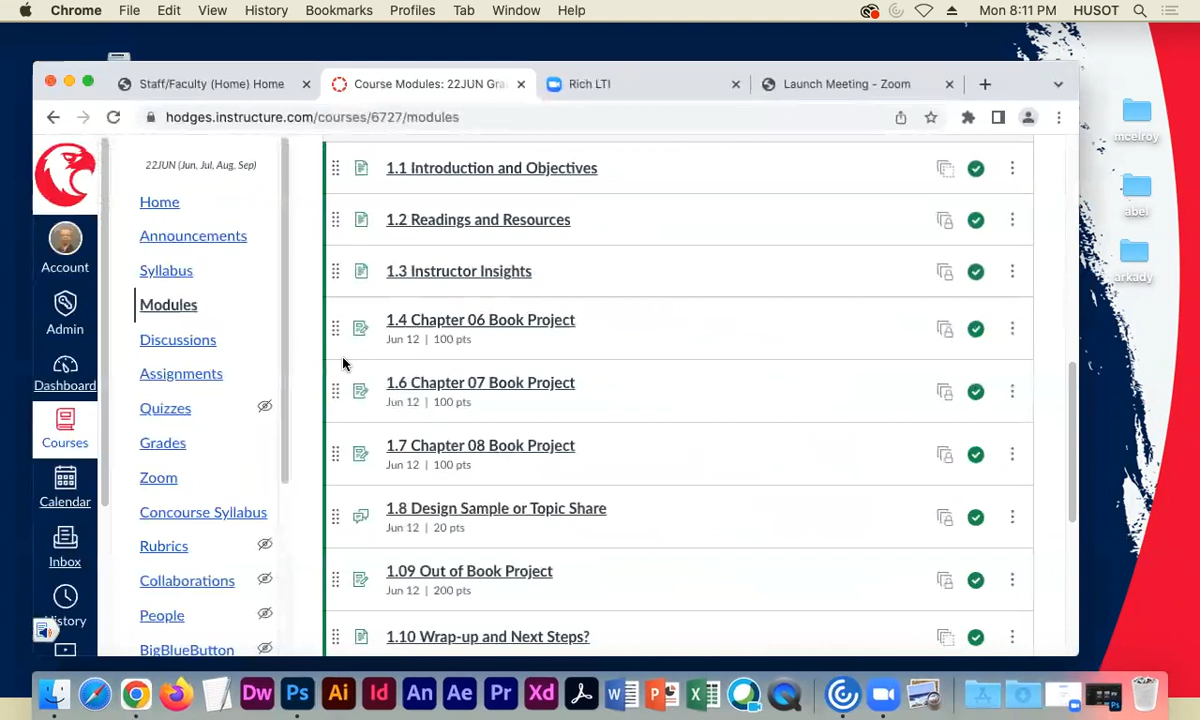 Chrome File Edit View History Bookmarks Profiles Tab Window Help Mon 8:11 PM HUSOT
Staff/Faculty (Home) Home Course Modules: 22JUN Gra Rich LTI Launch Meeting - Zoom
hodges.instructure.com/courses/6727/modules
mcelroy
abel
arkady
Account
Admin
Dashboard
Courses
Calendar
Inbox
History
22JUN (Jun, Jul, Aug, Sep)
Home
Announcements
Syllabus
Modules
Discussions
Assignments
Quizzes
Grades
Zoom
Concourse Syllabus
Rubrics
Collaborations
People
BigBlueButton
1.1 Introduction and Objectives
1.2 Readings and Resources
1.3 Instructor Insights
1.4 Chapter 06 Book Project
Jun 12 | 100 pts
1.6 Chapter 07 Book Project
Jun 12 | 100 pts
1.7 Chapter 08 Book Project
Jun 12 | 100 pts
1.8 Design Sample or Topic Share
Jun 12 | 20 pts
1.09 Out of Book Project
Jun 12 | 200 pts
1.10 Wrap-up and Next Steps?
Dw Ps Ai Id An Ae Pr Xd W P X